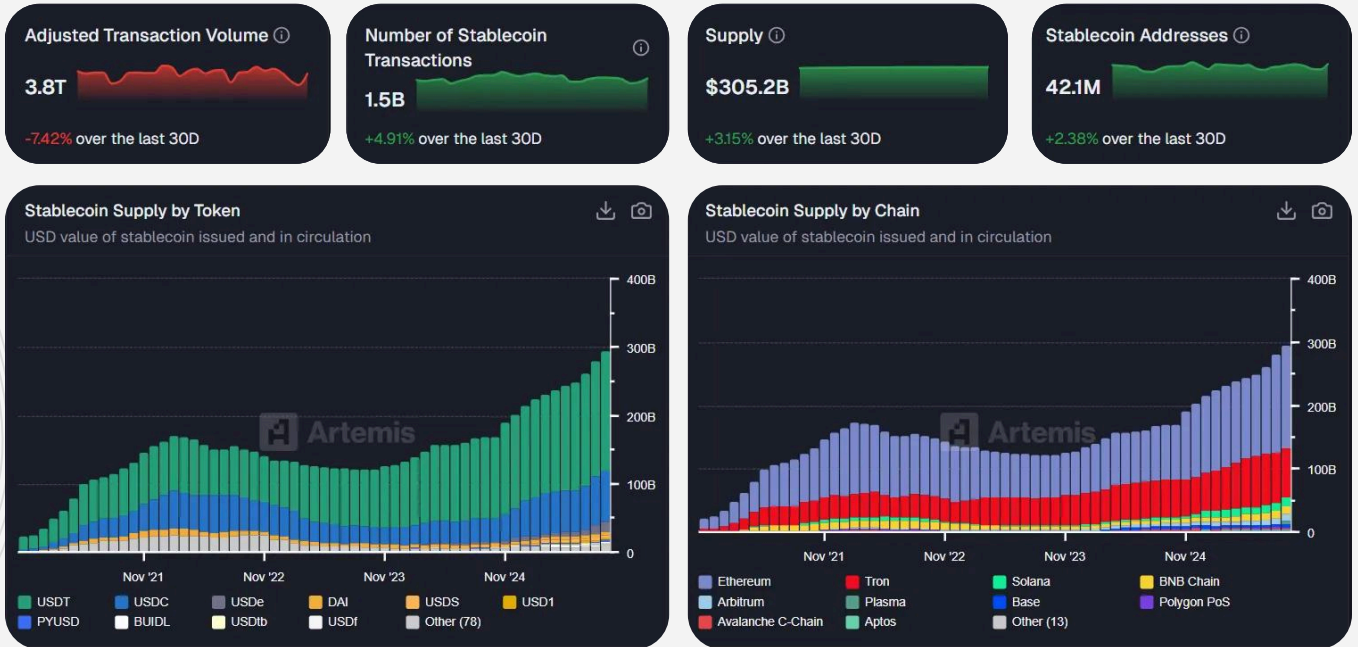 Adjusted Transaction Volume
3.8T
-7.42% over the last 30D
Number of Stablecoin
Transactions
1.5B
+4.91% over the last 30D
Supply
$305.2B
+3.15% over the last 30D
Stablecoin Addresses
42.1M
+2.38% over the last 30D
Stablecoin Supply by Token
USD value of stablecoin issued and in circulation
400B
300B
200B
100B
0
Artemis
Nov '21 Nov '22 Nov '23 Nov '24
USDT USDC USDe DAI USDS USD1
PYUSD BUIDL USDtb USDf Other (78)
Stablecoin Supply by Chain
USD value of stablecoin issued and in circulation
400B
300B
200B
100B
0
Artemis
Nov '21 Nov '22 Nov '23 Nov '24
Ethereum Tron Solana BNB Chain
Arbitrum Plasma Base Polygon PoS
Avalanche C-Chain Aptos Other (13)